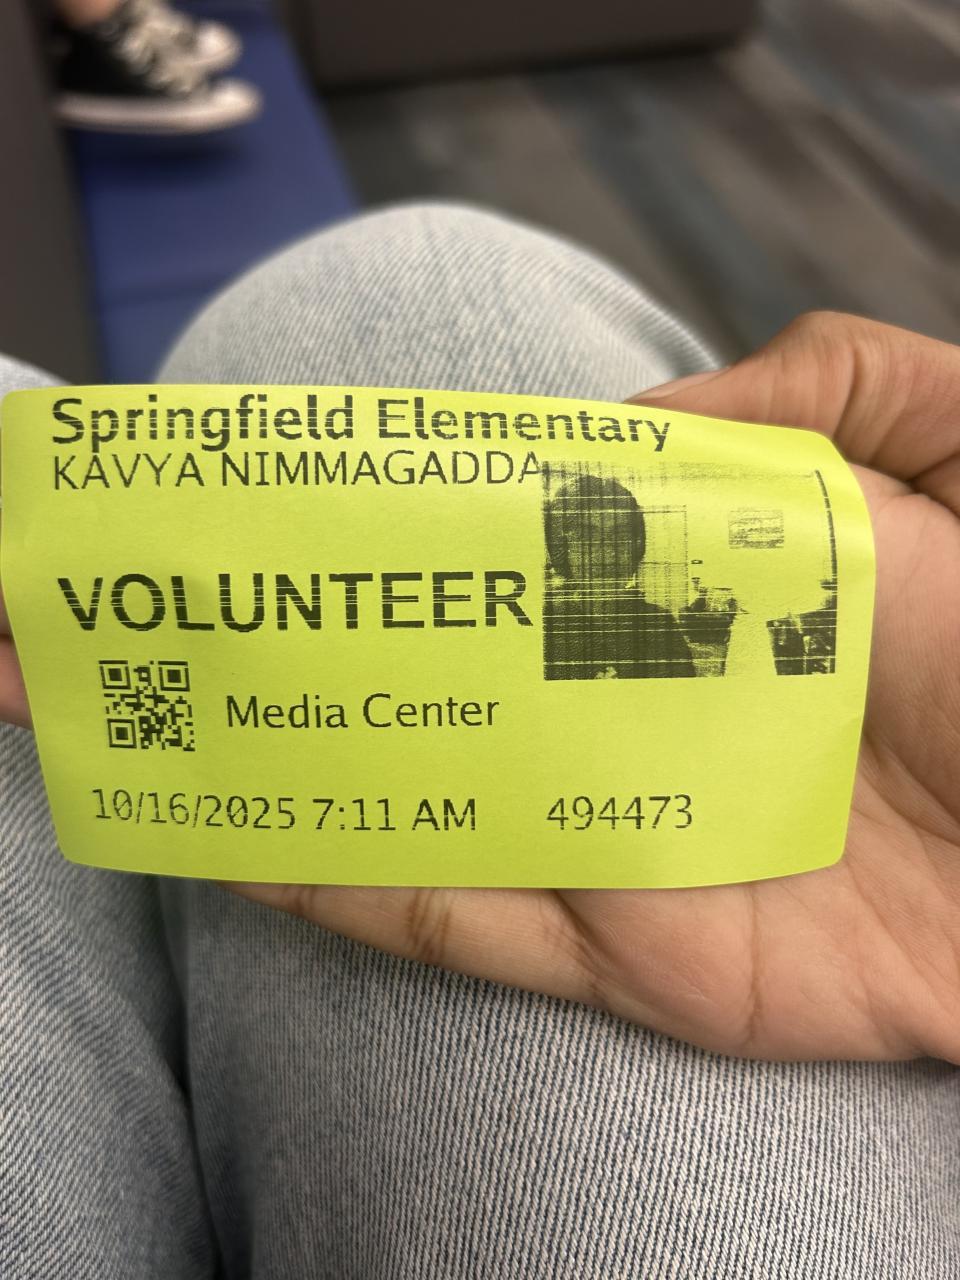 Springfield Elementary
KAVYA NIMMAGADDA
VOLUNTEER
Media Center
10/16/2025 7:11 AM 494473